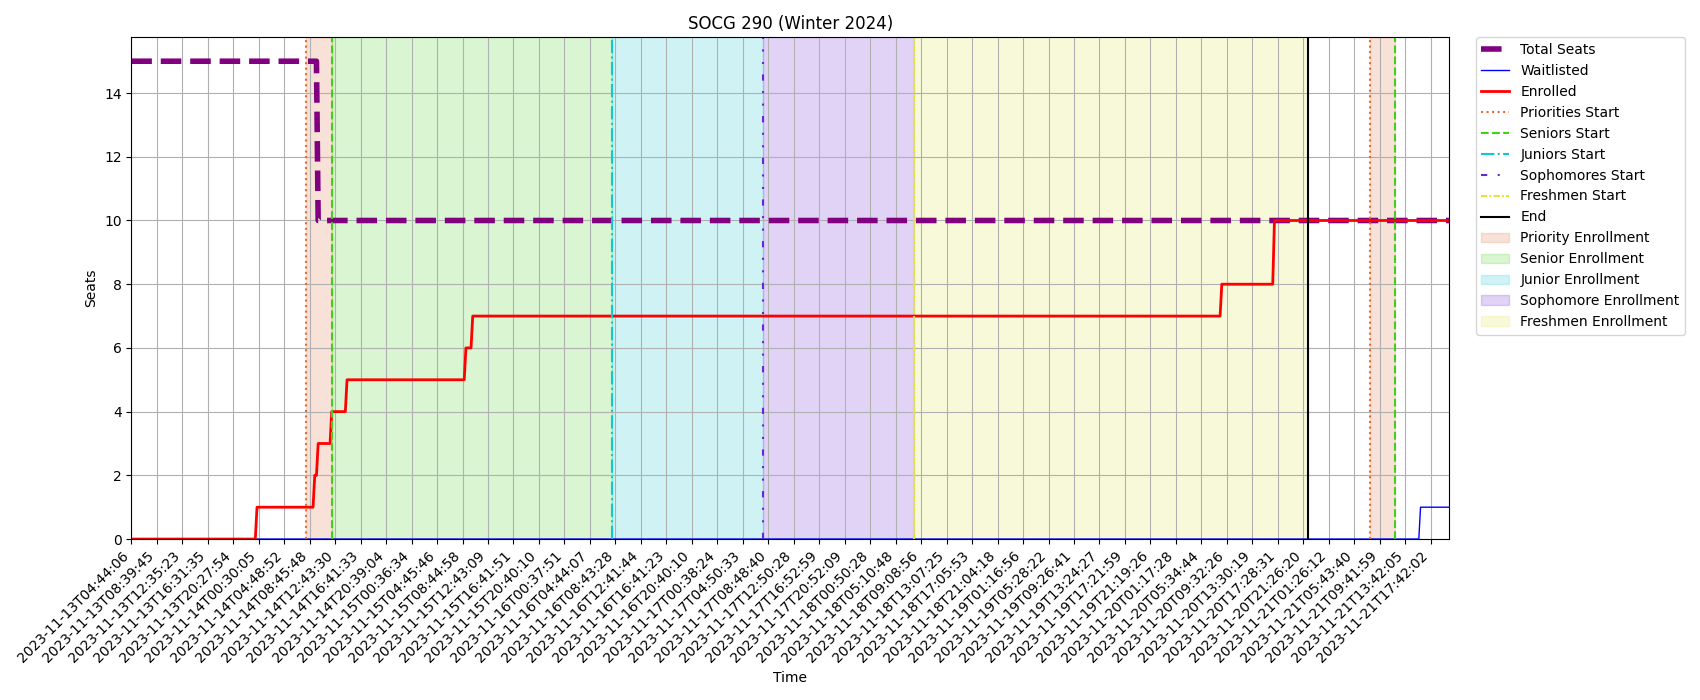 SOCG 290 (Winter 2024)
Seats
14
12
10
8
6
4
2
0
2023-11-13T04:44:06
2023-11-13T08:39:45
2023-11-13T12:35:23
2023-11-13T16:31:35
2023-11-13T20:27:54
2023-11-14T00:30:05
2023-11-14T04:48:52
2023-11-14T08:45:48
2023-11-14T12:43:30
2023-11-14T16:41:33
2023-11-14T20:39:04
2023-11-15T00:36:34
2023-11-15T04:45:46
2023-11-15T08:44:58
2023-11-15T12:43:09
2023-11-15T16:41:51
2023-11-15T20:40:10
2023-11-16T00:37:51
2023-11-16T04:44:07
2023-11-16T08:43:28
2023-11-16T12:41:44
2023-11-16T16:41:23
2023-11-16T20:40:10
2023-11-17T00:38:24
2023-11-17T04:50:33
2023-11-17T08:48:40
2023-11-17T12:50:28
2023-11-17T16:52:59
2023-11-17T20:52:09
2023-11-18T00:50:28
2023-11-18T05:10:48
2023-11-18T09:08:56
2023-11-18T13:07:25
2023-11-18T17:05:53
2023-11-18T21:04:18
2023-11-19T01:16:56
2023-11-19T05:28:22
2023-11-19T09:26:41
2023-11-19T13:24:27
2023-11-19T17:21:59
2023-11-19T21:19:26
2023-11-20T01:17:28
2023-11-20T05:34:44
2023-11-20T09:32:26
2023-11-20T13:30:19
2023-11-20T17:28:31
2023-11-20T21:26:20
2023-11-21T01:26:12
2023-11-21T05:43:40
2023-11-21T09:41:59
2023-11-21T13:42:05
2023-11-21T17:42:02
Time
Total Seats
Waitlisted
Enrolled
Priorities Start
Seniors Start
Juniors Start
Sophomores Start
Freshmen Start
End
Priority Enrollment
Senior Enrollment
Junior Enrollment
Sophomore Enrollment
Freshmen Enrollment